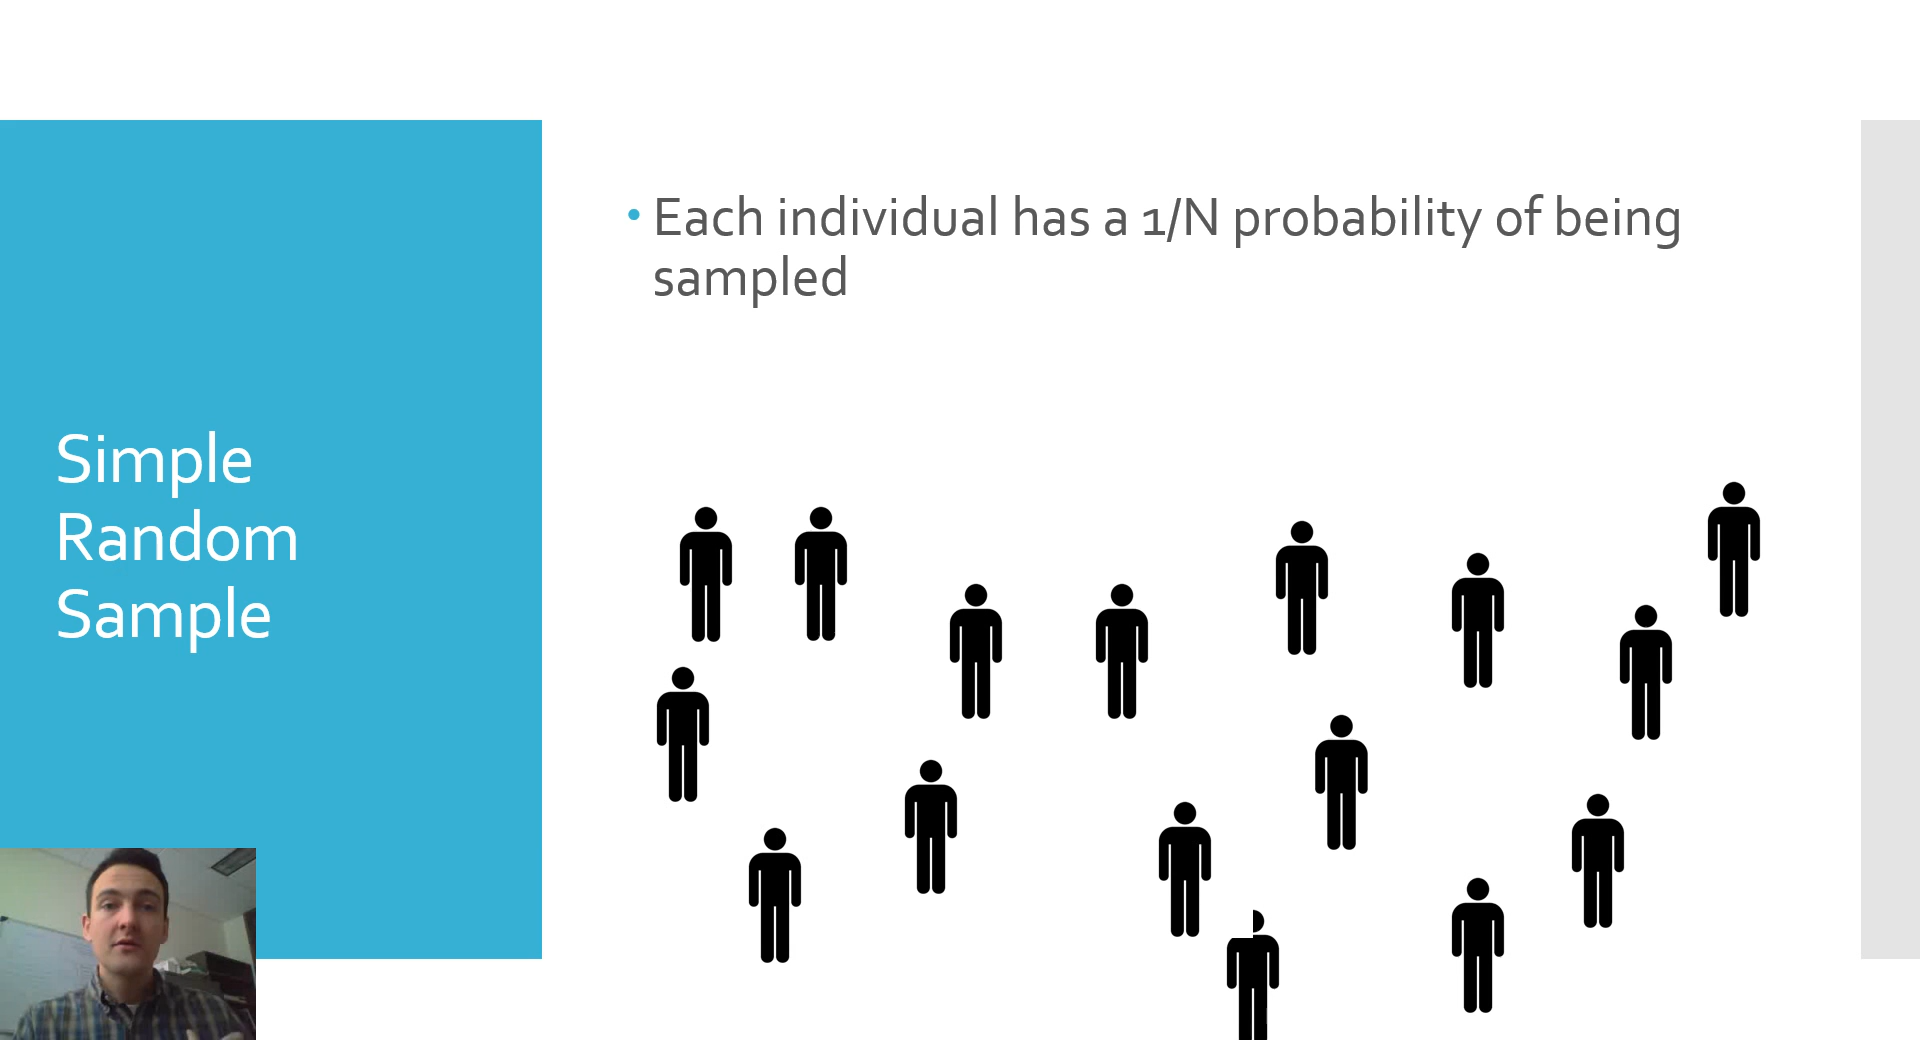 Simple
Random
Sample
• Each individual has a 1/N probability of being
sampled